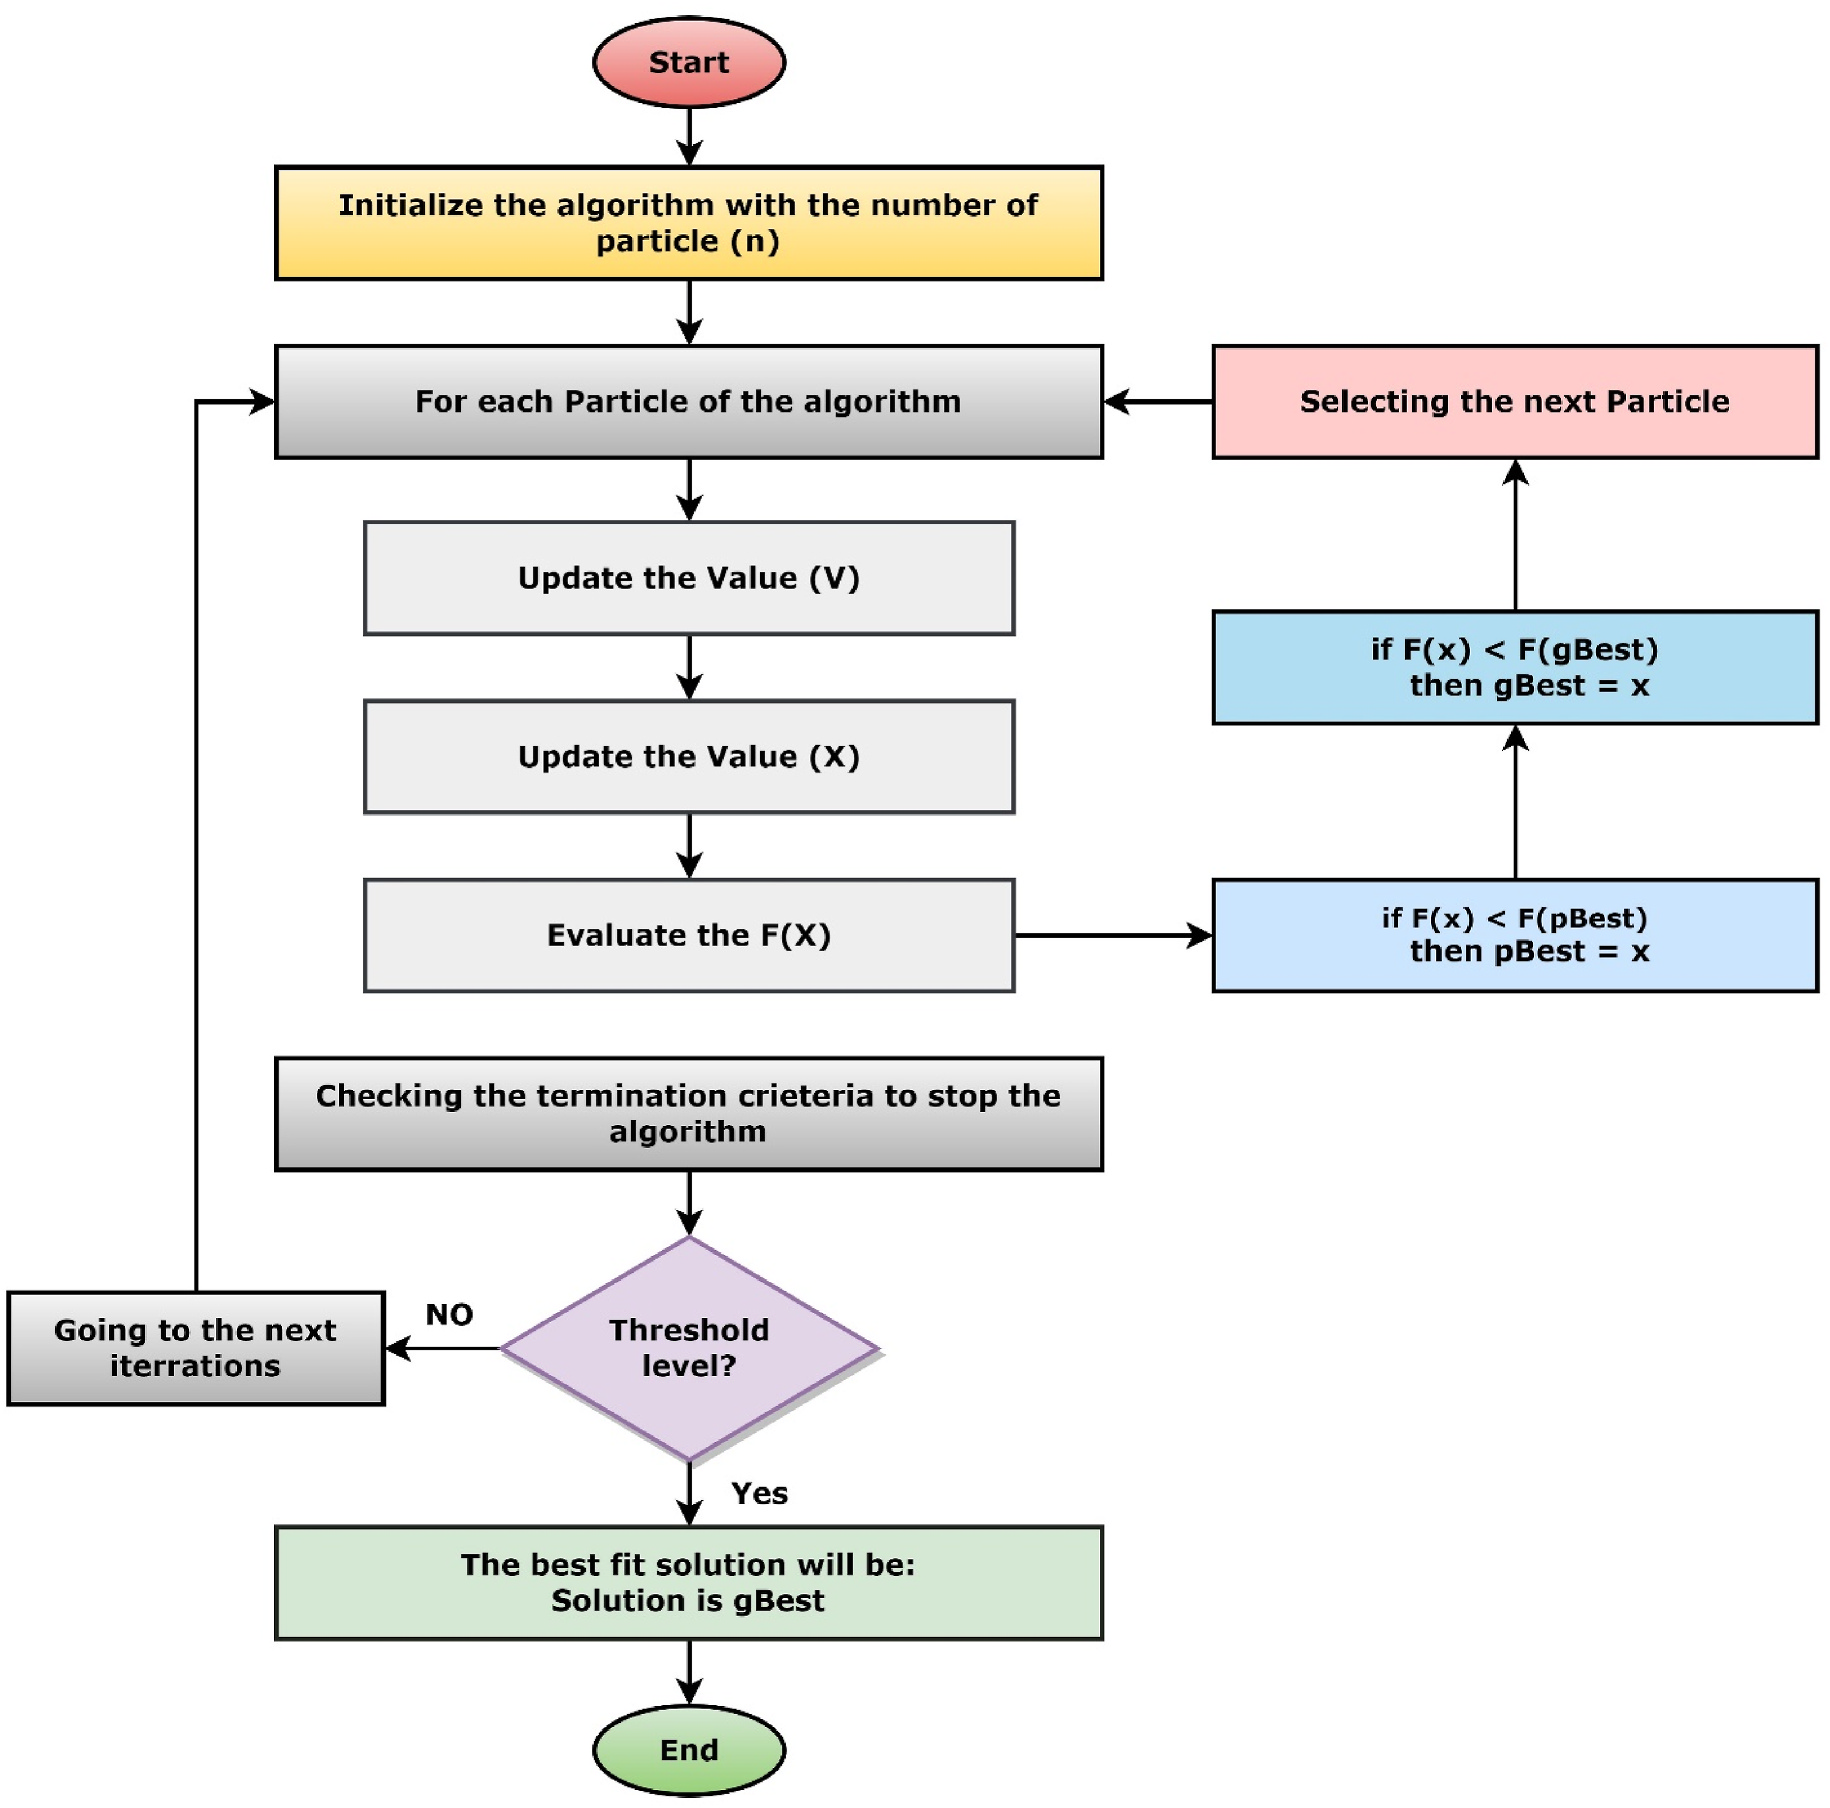 Start
Initialize the algorithm with the number of
particle (n)
For each Particle of the algorithm
Selecting the next Particle
Update the Value (V)
if F(x) < F(gBest)
then gBest = x
Update the Value (X)
Evaluate the F(X)
if F(x) < F(pBest)
then pBest = x
Checking the termination crieteria to stop the
algorithm
Going to the next
iterrations
NO
Threshold
level?
Yes
The best fit solution will be:
Solution is gBest
End